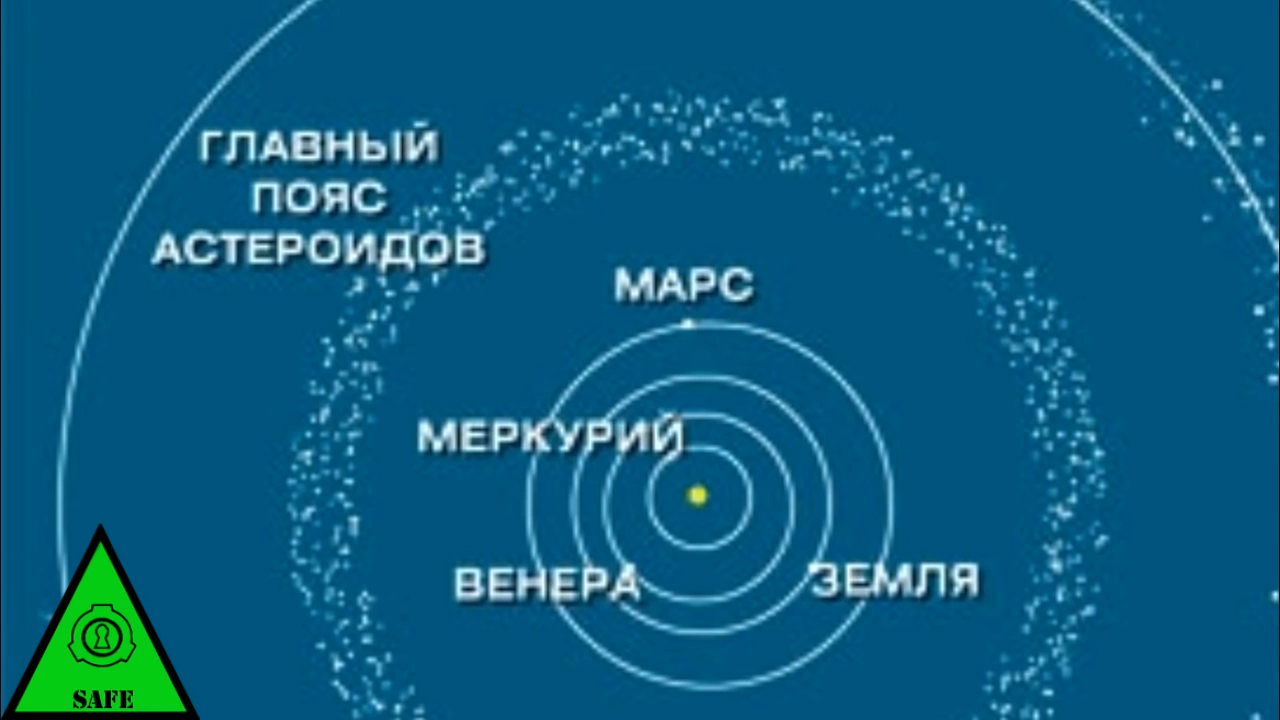 ГЛАВНЫЙ
ПОЯС
АСТЕРОИДОВ
МАРС
МЕРКУРИЙ
ВЕНЕРА
ЗЕМЛЯ
SAFE